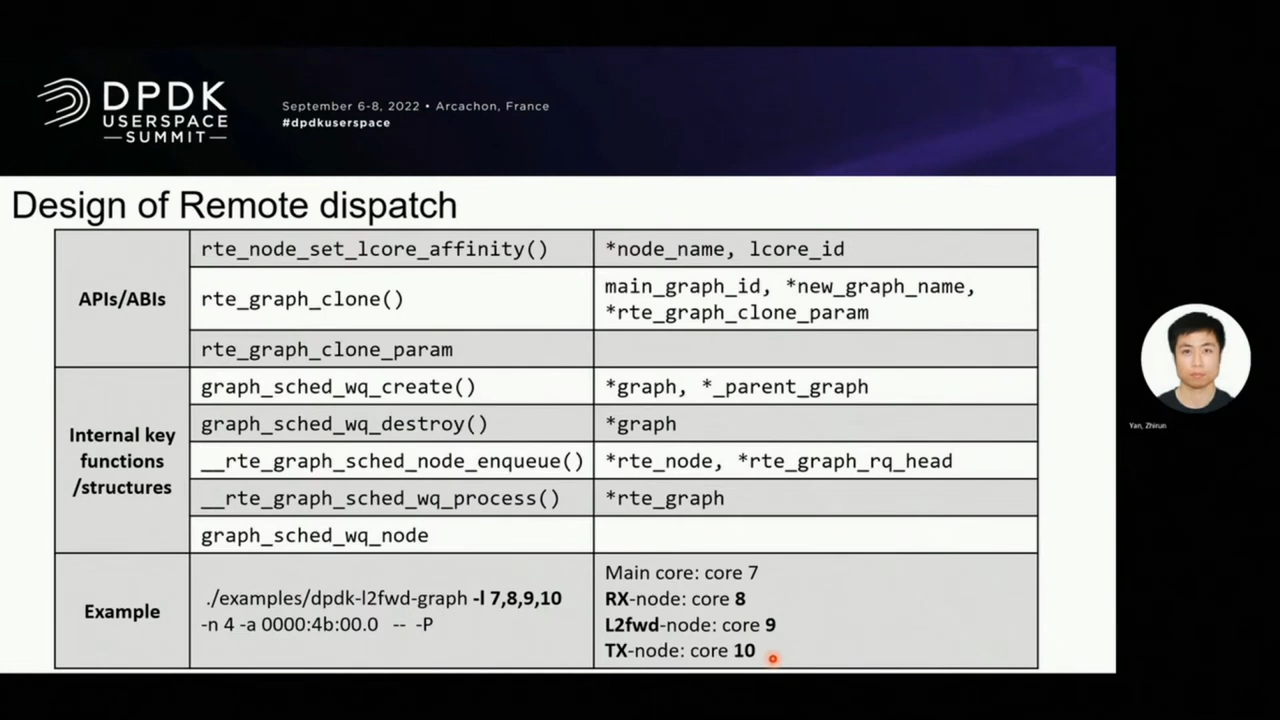 DPDK
USERSPACE
SUMMIT
September 6-8, 2022 • Arcachon, France
#dpdkuserspace
Design of Remote dispatch
APIs/ABIs
rte_node_set_lcore_affinity()
*node_name, lcore_id
rte_graph_clone()
main_graph_id, *new_graph_name,
*rte_graph_clone_param
rte_graph_clone_param
Internal key
functions
/structures
graph_sched_wq_create()
*graph, *_parent_graph
graph_sched_wq_destroy()
*graph
__rte_graph_sched_node_enqueue()
*rte_node, *rte_graph_rq_head
__rte_graph_sched_wq_process()
*rte_graph
graph_sched_wq_node
Example
./examples/dpdk-l2fwd-graph -l 7,8,9,10
-n 4 -a 0000:4b:00.0 -- -P
Main core: core 7
RX-node: core 8
L2fwd-node: core 9
TX-node: core 10
Yan, Zhirun